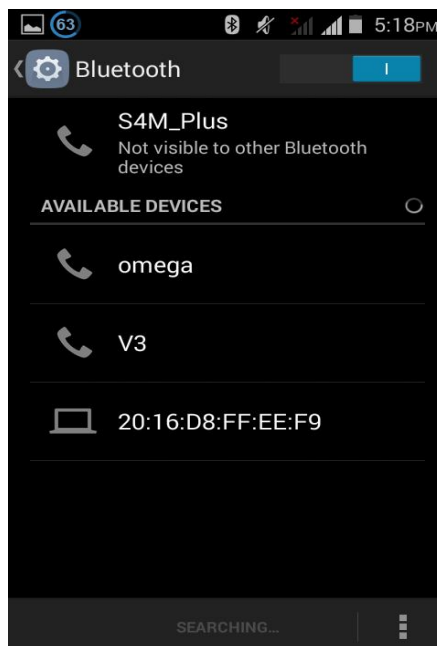 63 5:18PM
Bluetooth
S4M_Plus
Not visible to other Bluetooth
devices
AVAILABLE DEVICES
omega
V3
20:16:D8:FF:EE:F9
SEARCHING...